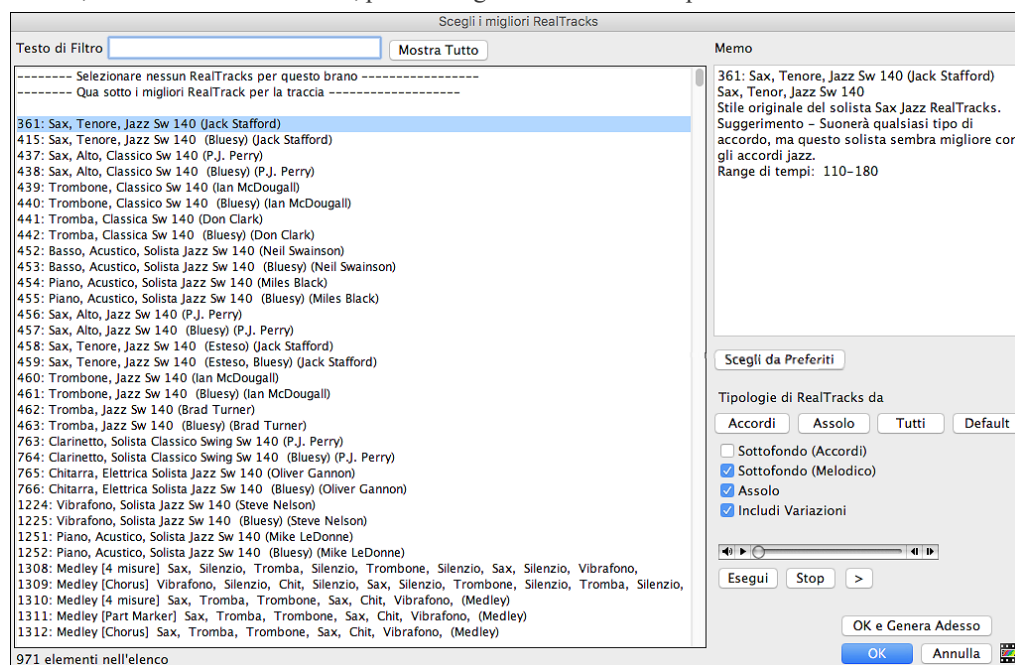 Scegli i migliori RealTracks
Testo di Filtro
Mostra Tutto
-------- Selezionare nessun RealTracks per questo brano -----------------
-------- Qua sotto i migliori RealTrack per la traccia -------------------
361: Sax, Tenore, Jazz Sw 140 (Jack Stafford)
415: Sax, Tenore, Jazz Sw 140 (Bluesy) (Jack Stafford)
437: Sax, Alto, Classico Sw 140 (P.J. Perry)
438: Sax, Alto, Classico Sw 140 (Bluesy) (P.J. Perry)
439: Trombone, Classico Sw 140 (Ian McDougall)
440: Trombone, Classico Sw 140 (Bluesy) (Ian McDougall)
441: Tromba, Classica Sw 140 (Don Clark)
442: Tromba, Classica Sw 140 (Bluesy) (Don Clark)
452: Basso, Acustico, Solista Jazz Sw 140 (Neil Swainson)
453: Basso, Acustico, Solista Jazz Sw 140 (Bluesy) (Neil Swainson)
454: Piano, Acustico, Solista Jazz Sw 140 (Miles Black)
455: Piano, Acustico, Solista Jazz Sw 140 (Bluesy) (Miles Black)
456: Sax, Alto, Jazz Sw 140 (P.J. Perry)
457: Sax, Alto, Jazz Sw 140 (Bluesy) (P.J. Perry)
458: Sax, Tenore, Jazz Sw 140 (Esteso) (Jack Stafford)
459: Sax, Tenore, Jazz Sw 140 (Esteso, Bluesy) (Jack Stafford)
460: Trombone, Jazz Sw 140 (Ian McDougall)
461: Trombone, Jazz Sw 140 (Bluesy) (Ian McDougall)
462: Tromba, Jazz Sw 140 (Brad Turner)
463: Tromba, Jazz Sw 140 (Bluesy) (Brad Turner)
763: Clarinetto, Solista Classico Swing Sw 140 (P.J. Perry)
764: Clarinetto, Solista Classico Swing Sw 140 (Bluesy) (P.J. Perry)
765: Chitarra, Elettrica Solista Jazz Sw 140 (Oliver Gannon)
766: Chitarra, Elettrica Solista Jazz Sw 140 (Bluesy) (Oliver Gannon)
1224: Vibrafono, Solista Jazz Sw 140 (Steve Nelson)
1225: Vibrafono, Solista Jazz Sw 140 (Bluesy) (Steve Nelson)
1251: Piano, Acustico, Solista Jazz Sw 140 (Mike LeDonne)
1252: Piano, Acustico, Solista Jazz Sw 140 (Bluesy) (Mike LeDonne)
1308: Medley [4 misure] Sax, Silenzio, Tromba, Silenzio, Trombone, Silenzio, Sax, Silenzio, Vibrafono,
1309: Medley [Chorus] Vibrafono, Silenzio, Chit, Silenzio, Sax, Silenzio, Trombone, Silenzio, Tromba, Silenzio,
1310: Medley [4 misure] Sax, Tromba, Trombone, Sax, Chit, Vibrafono, (Medley)
1311: Medley [Part Marker] Sax, Tromba, Trombone, Sax, Chit, Vibrafono, (Medley)
1312: Medley [Chorus] Sax, Tromba, Trombone, Sax, Chit, Vibrafono, (Medley)
971 elementi nell'elenco
Memo
361: Sax, Tenore, Jazz Sw 140 (Jack Stafford)
Sax, Tenor, Jazz Sw 140
Stile originale del solista Sax Jazz RealTracks.
Suggerimento - Suonerà qualsiasi tipo di
accordo, ma questo solista sembra migliore con
gli accordi jazz.
Range di tempi: 110-180
Scegli da Preferiti
Tipologie di RealTracks da
Accordi Assolo Tutti Default
Sottofondo (Accordi)
Sottofondo (Melodico)
Assolo
Includi Variazioni
Esegui Stop >
OK e Genera Adesso
OK Annulla